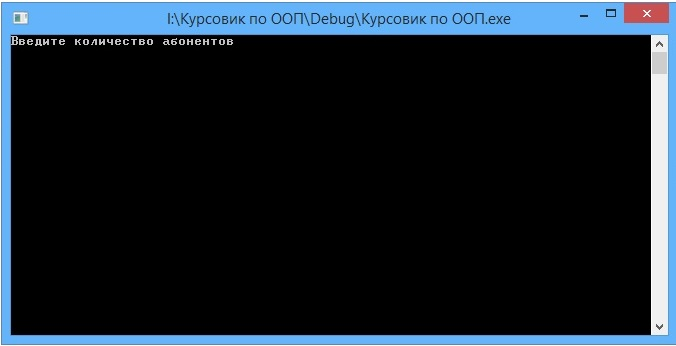 I:\Курсовик по ООП\Debug\Курсовик по ООП.exe
Введите количество абонентов